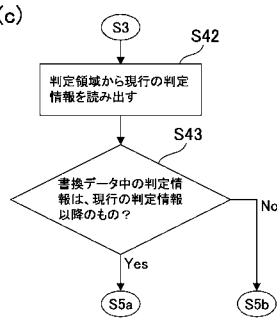 (c)
S3
S42
判定領域から現行の判定
情報を読み出す
S43
書換データ中の判定情
報は、現行の判定情報
以降のもの？
No
Yes
S5a
S5b